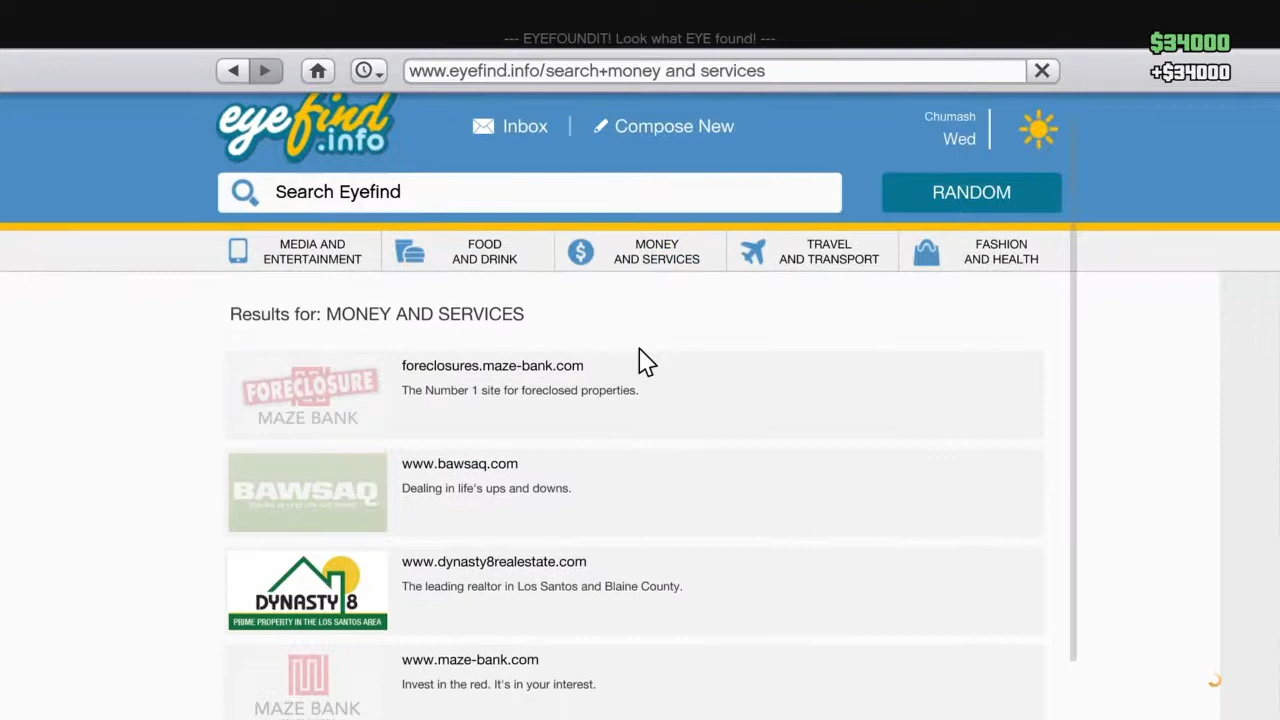 --- EYEFOUNDIT! Look what EYE found! ---
$34000
+$34000
www.eyefind.info/search+money and services
eyefind
.info
Inbox
Compose New
Chumash
Wed
Search Eyefind
RANDOM
MEDIA AND
ENTERTAINMENT
FOOD
AND DRINK
MONEY
AND SERVICES
TRAVEL
AND TRANSPORT
FASHION
AND HEALTH
Results for: MONEY AND SERVICES
FORECLOSURE
MAZE BANK
foreclosures.maze-bank.com
The Number 1 site for foreclosed properties.
BAWSAQ
www.bawsaq.com
Dealing in life's ups and downs.
DYNASTY 8
PRIME PROPERTY IN THE LOS SANTOS AREA
www.dynasty8realestate.com
The leading realtor in Los Santos and Blaine County.
MAZE BANK
www.maze-bank.com
Invest in the red. It's in your interest.